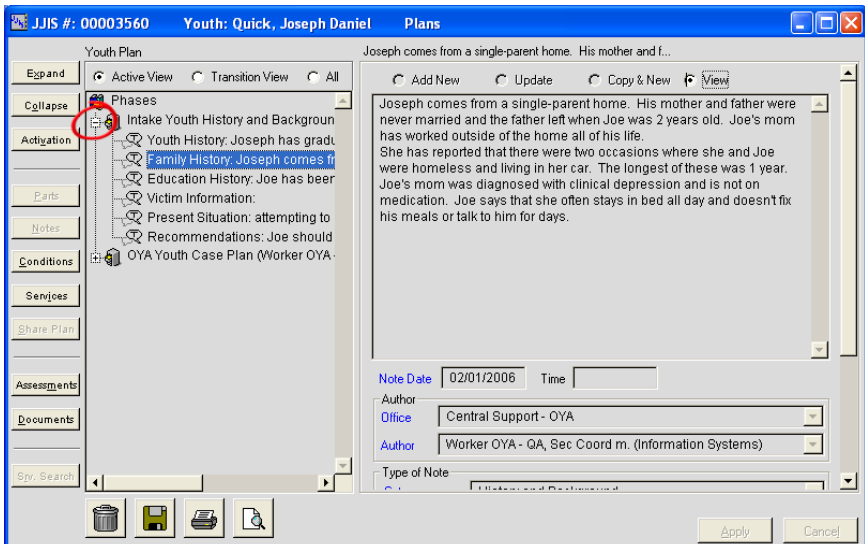 JJIS #: 00003560 Youth: Quick, Joseph Daniel Plans
Youth Plan
Joseph comes from a single-parent home. His mother and f...
Expand
Collapse
Activation
Parts
Notes
Conditions
Services
Share Plan
Assessments
Documents
Srv. Search
Active View Transition View All
Phases
Intake Youth History and Backgroun
Youth History: Joseph has gradu
Family History: Joseph comes fr
Education History: Joe has been
Victim Information:
Present Situation: attempting to
Recommendations: Joe should
OYA Youth Case Plan (Worker OYA -
Add New Update Copy & New View
Joseph comes from a single-parent home. His mother and father were
never married and the father left when Joe was 2 years old. Joe's mom
has worked outside of the home all of his life.
She has reported that there were two occasions where she and Joe
were homeless and living in her car. The longest of these was 1 year.
Joe's mom was diagnosed with clinical depression and is not on
medication. Joe says that she often stays in bed all day and doesn't fix
his meals or talk to him for days.
Note Date 02/01/2006 Time
Author
Office Central Support - OYA
Author Worker OYA - QA, Sec Coord m. (Information Systems)
Type of Note
History and Background
Apply Cancel